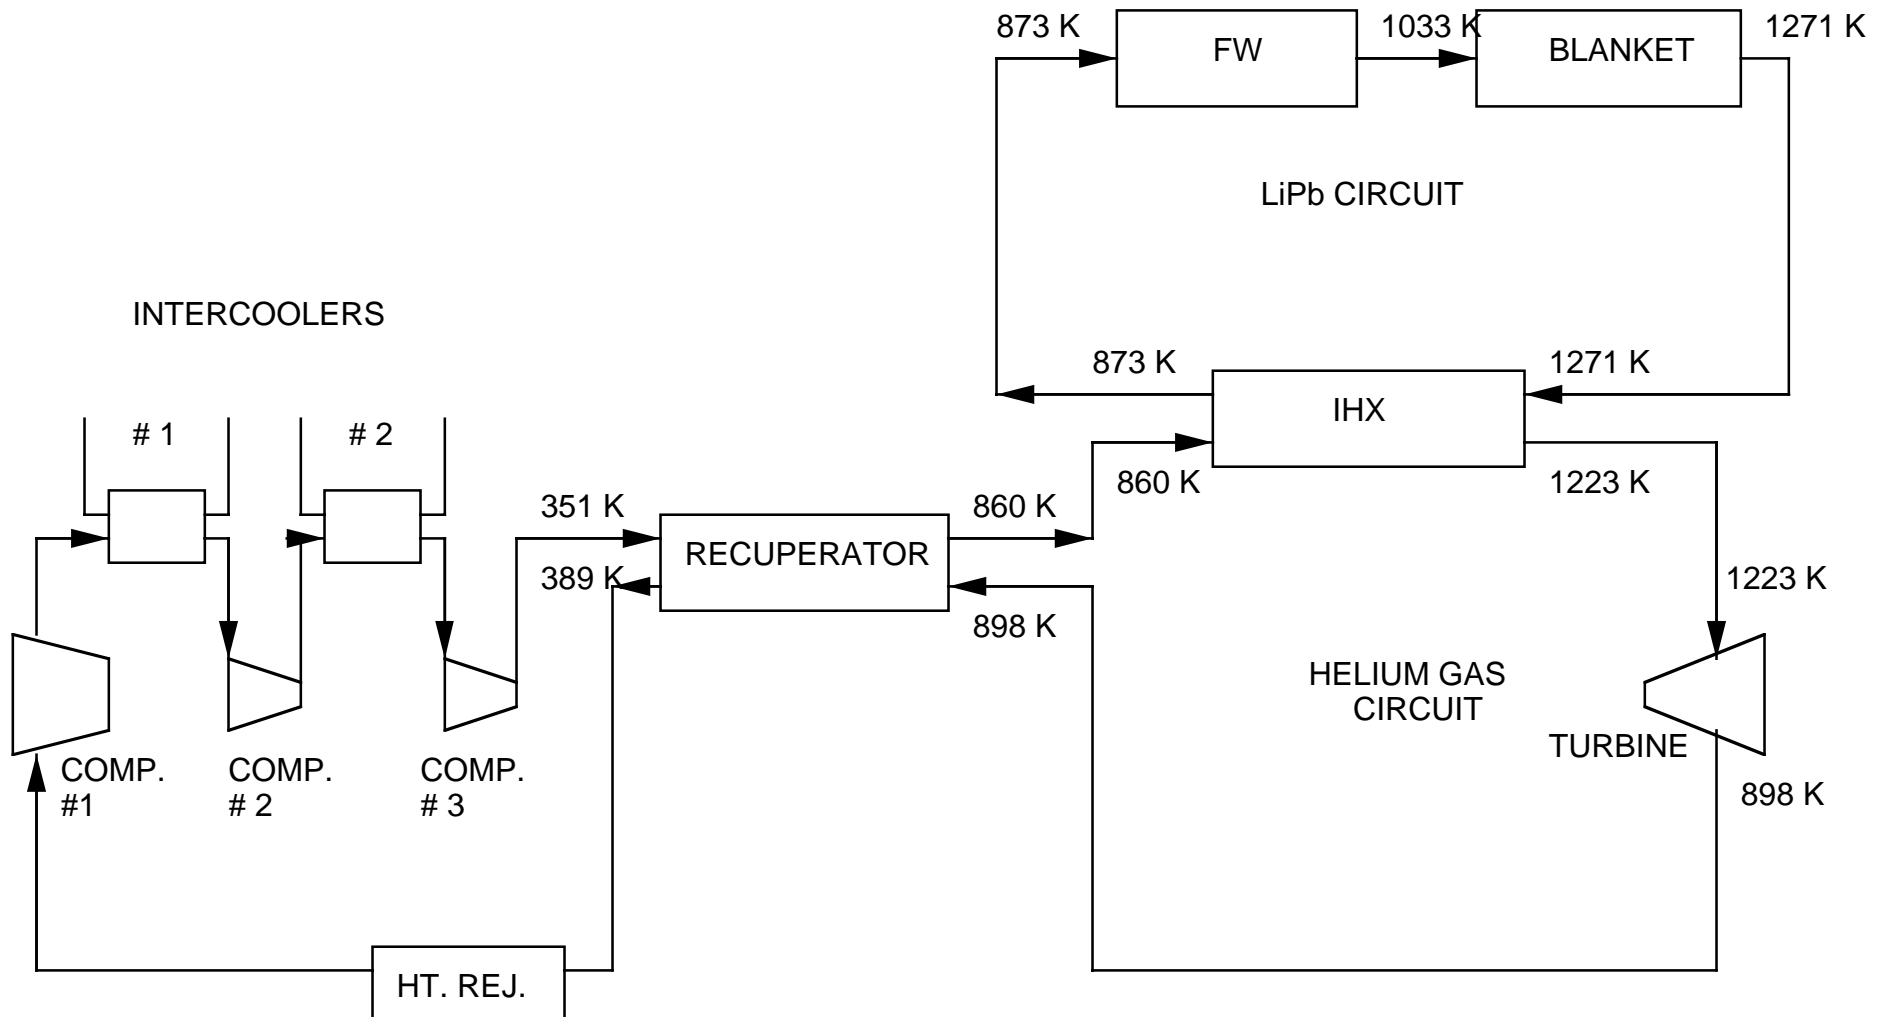 873 K
FW
1033 K
BLANKET
1271 K
LiPb CIRCUIT
INTERCOOLERS
# 1
# 2
873 K
IHX
1271 K
860 K
1223 K
351 K
RECUPERATOR
860 K
389 K
898 K
1223 K
HELIUM GAS
CIRCUIT
TURBINE
898 K
COMP.
#1
COMP.
# 2
COMP.
# 3
HT. REJ.